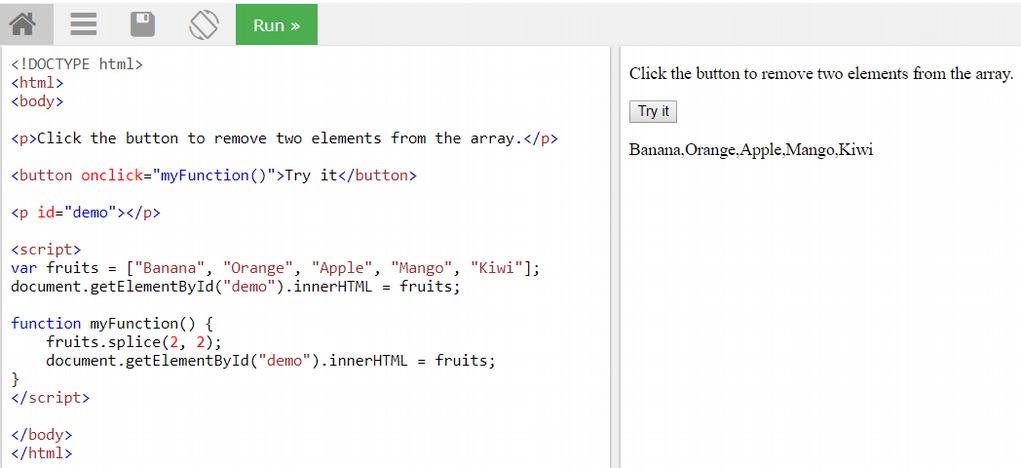 Run »
<!DOCTYPE html>
<html>
<body>
<p>Click the button to remove two elements from the array.</p>
<button onclick="myFunction()">Try it</button>
<p id="demo"></p>
<script>
var fruits = ["Banana", "Orange", "Apple", "Mango", "Kiwi"];
document.getElementById("demo").innerHTML = fruits;
function myFunction() {
    fruits.splice(2, 2);
    document.getElementById("demo").innerHTML = fruits;
}
</script>
</body>
</html>
Click the button to remove two elements from the array.
Try it
Banana,Orange,Apple,Mango,Kiwi